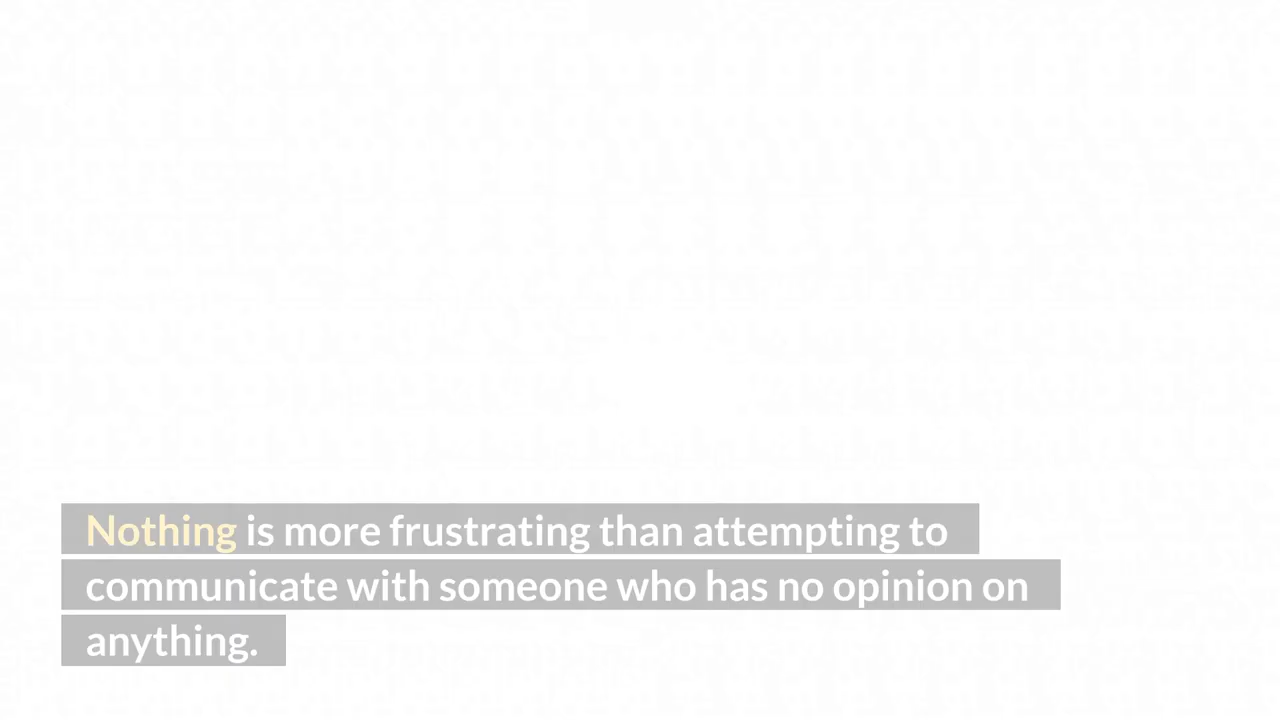 Nothing is more frustrating than attempting to
communicate with someone who has no opinion on
anything.